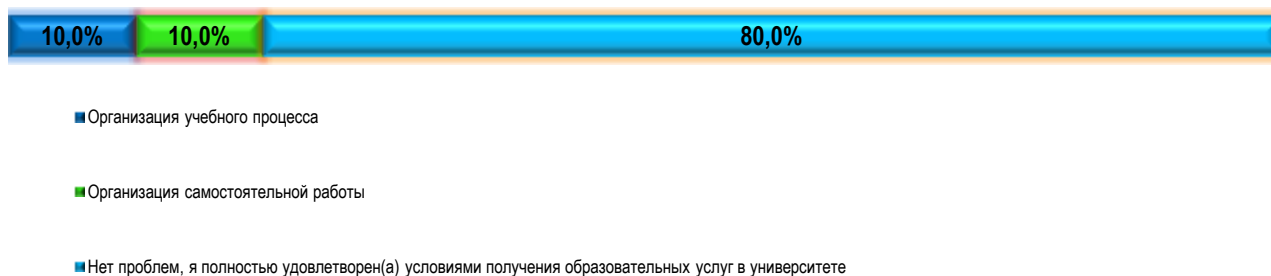 10,0% 10,0% 80,0%
Организация учебного процесса
Организация самостоятельной работы
Нет проблем, я полностью удовлетворен(а) условиями получения образовательных услуг в университете